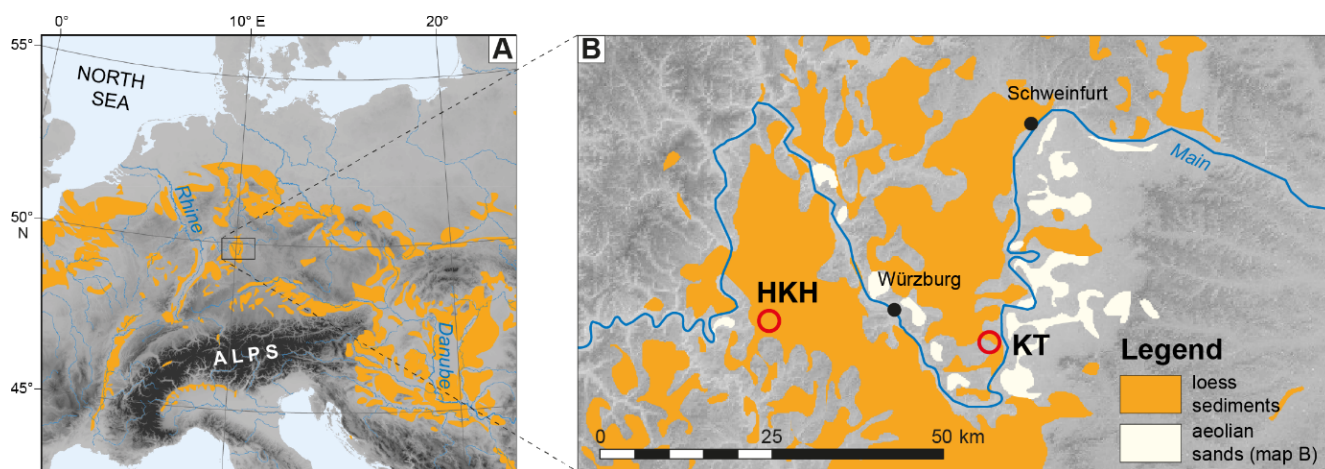 0°
10° E
20°
55°
A
NORTH
SEA
Rhine
50°
N
ALPS
Danube
45°
B
Schweinfurt
Main
Würzburg
HKH
KT
Legend
loess
sediments
aeolian
sands (map B)
0
25
50 km